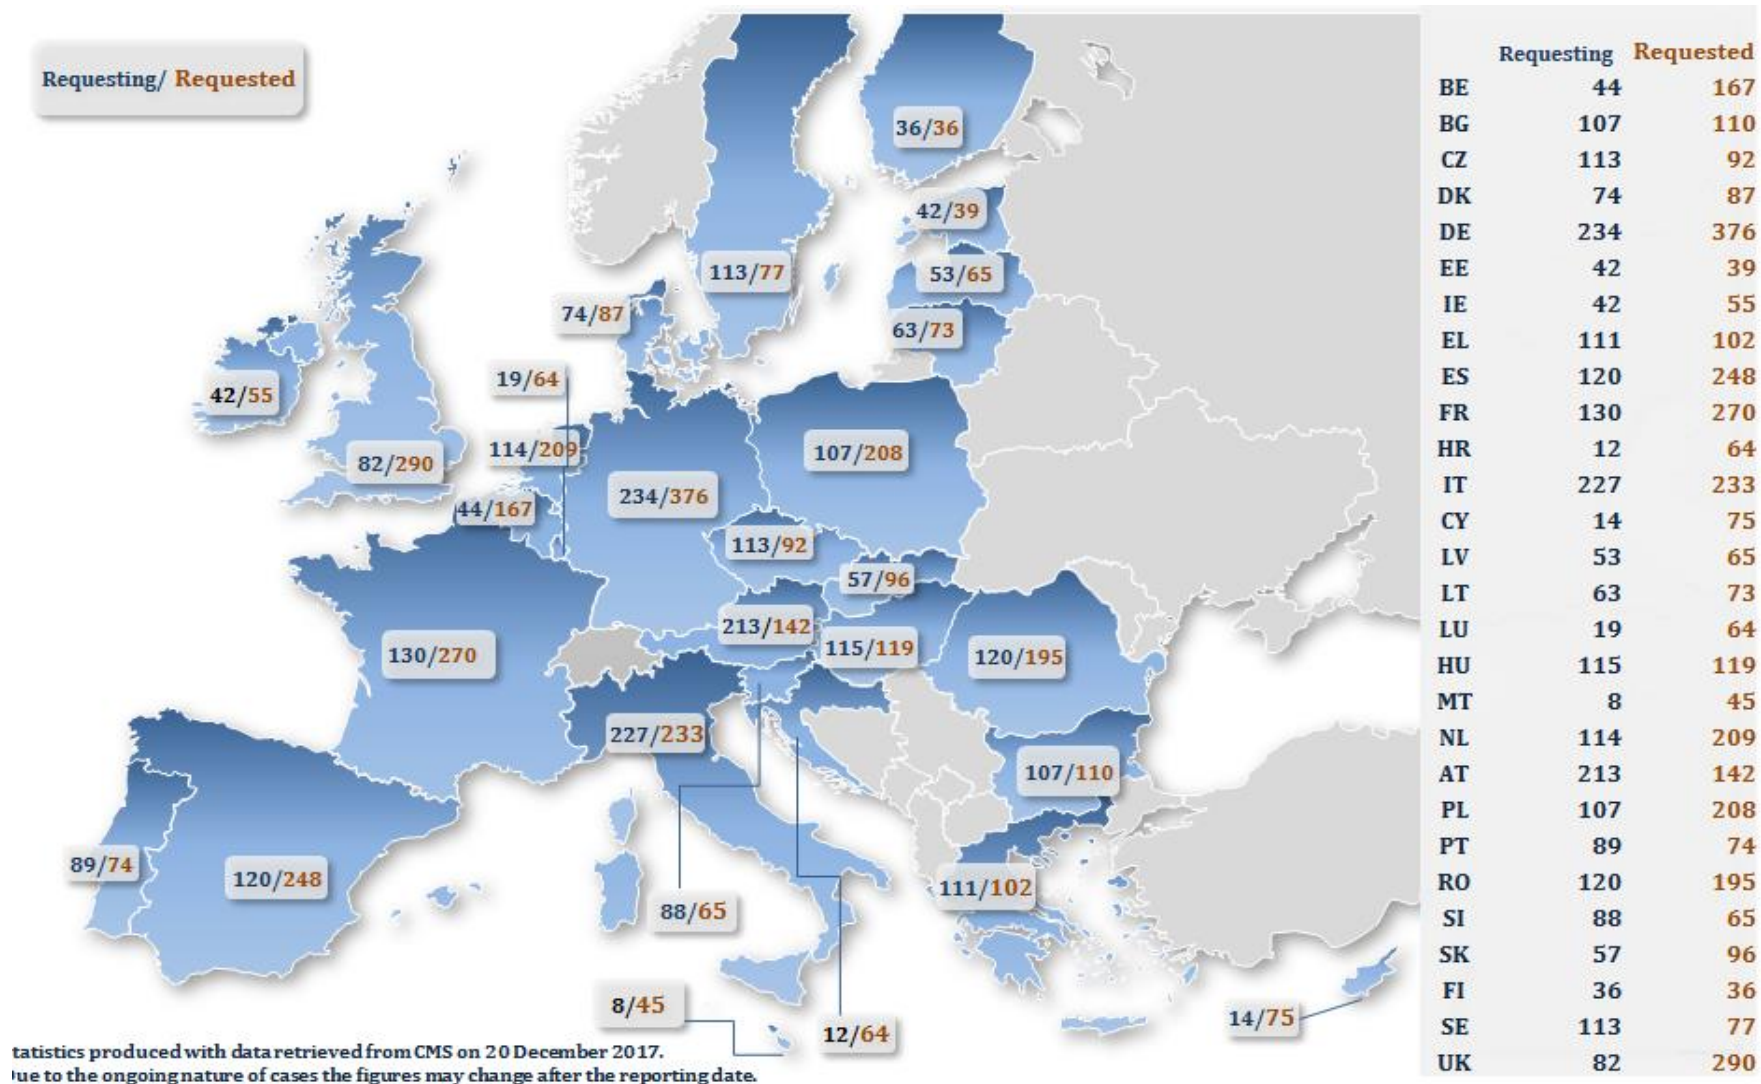 Requesting/ Requested
36/36
42/39
113/77
53/65
74/87
63/73
19/64
42/55
114/209
107/208
82/290
234/376
44/167
113/92
57/96
213/142
115/119
130/270
120/195
227/233
107/110
89/74
120/248
111/102
88/65
8/45
12/64
14/75
tatistics produced with data retrieved from CMS on 20 December 2017.
ue to the ongoing nature of cases the figures may change after the reporting date.
Requesting Requested
BE 44 167
BG 107 110
CZ 113 92
DK 74 87
DE 234 376
EE 42 39
IE 42 55
EL 111 102
ES 120 248
FR 130 270
HR 12 64
IT 227 233
CY 14 75
LV 53 65
LT 63 73
LU 19 64
HU 115 119
MT 8 45
NL 114 209
AT 213 142
PL 107 208
PT 89 74
RO 120 195
SI 88 65
SK 57 96
FI 36 36
SE 113 77
UK 82 290